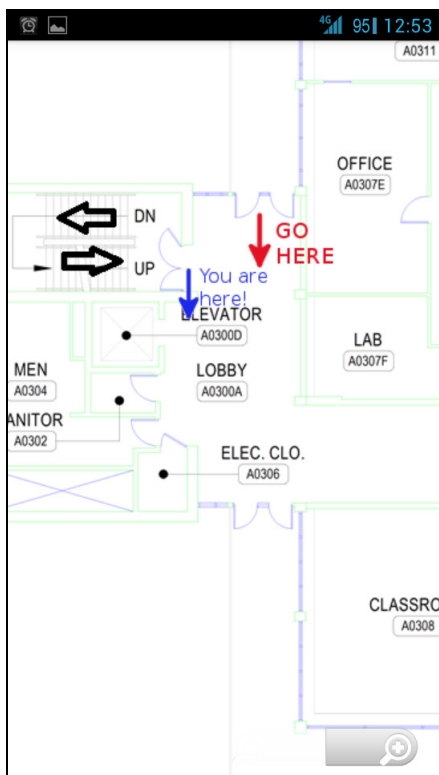 4G 95 12:53
A0311
OFFICE
A0307E
DN
UP
GO
HERE
You are
here!
ELEVATOR
A0300D
LAB
A0307F
MEN
A0304
LOBBY
A0300A
ANITOR
A0302
ELEC. CLO.
A0306
CLASSRO
A0308